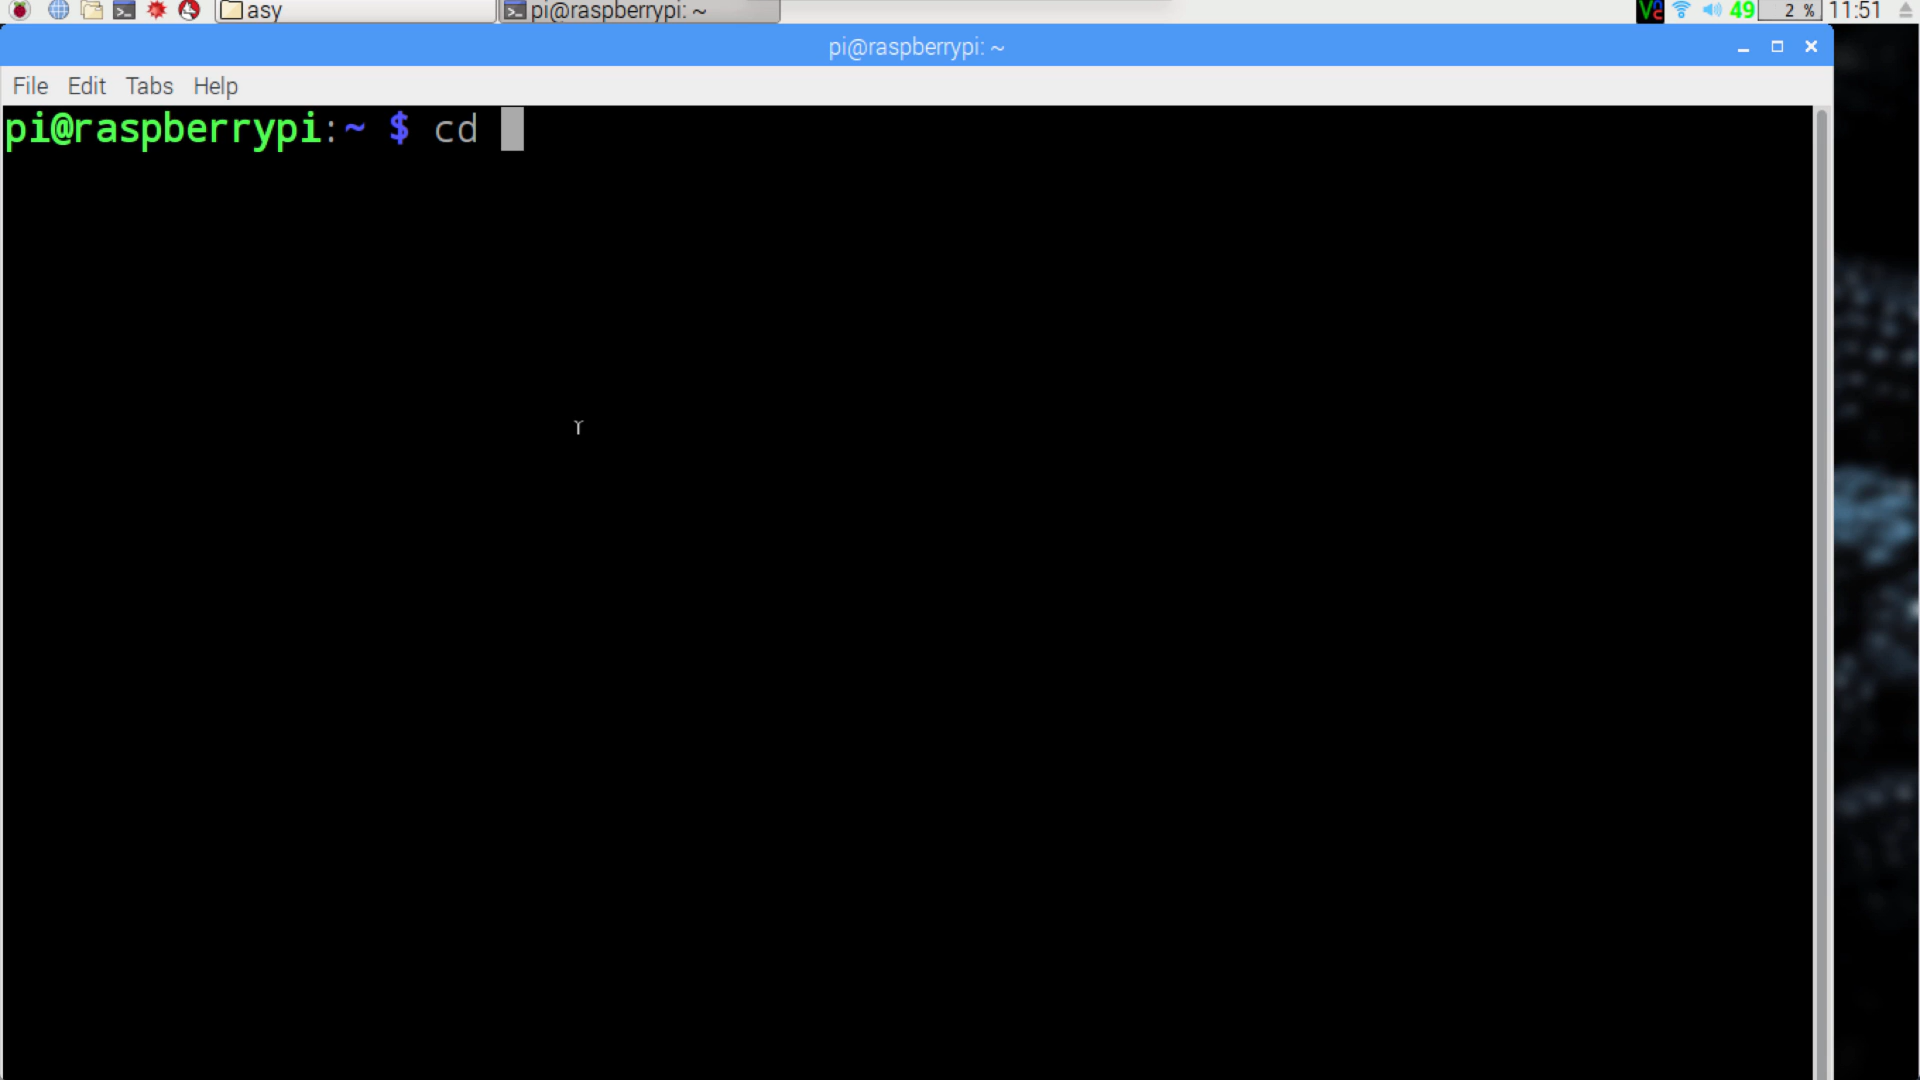 asy
pi@raspberrypi: ~
49
2 %
11:51
pi@raspberrypi: ~
File Edit Tabs Help
pi@raspberrypi:~ $ cd